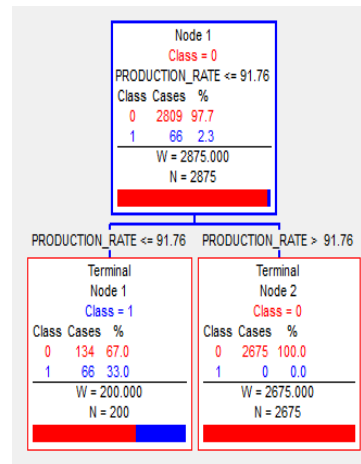 Node 1
Class = 0
PRODUCTION_RATE <= 91.76
Class Cases %
0 2809 97.7
1 66 2.3
W = 2875.000
N = 2875
PRODUCTION_RATE <= 91.76
PRODUCTION_RATE > 91.76
Terminal
Node 1
Class = 1
Class Cases %
0 134 67.0
1 66 33.0
W = 200.000
N = 200
Terminal
Node 2
Class = 0
Class Cases %
0 2675 100.0
1 0 0.0
W = 2675.000
N = 2675